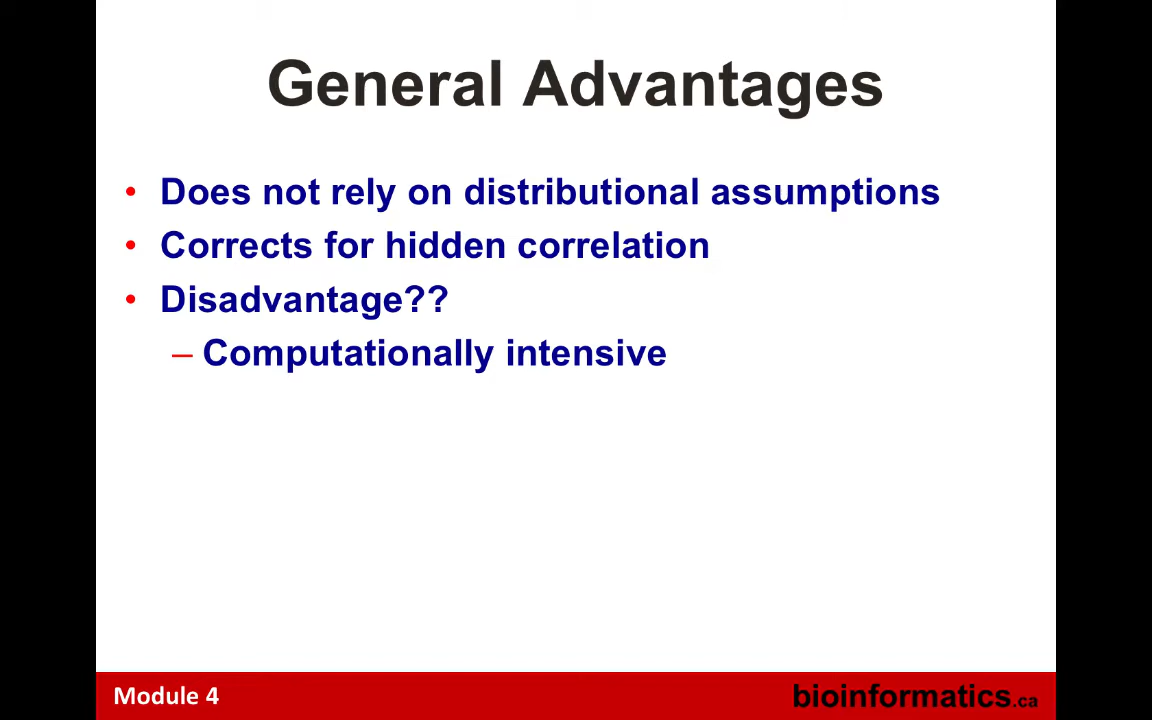 General Advantages
• Does not rely on distributional assumptions
• Corrects for hidden correlation
• Disadvantage??
– Computationally intensive
Module 4
bioinformatics.ca